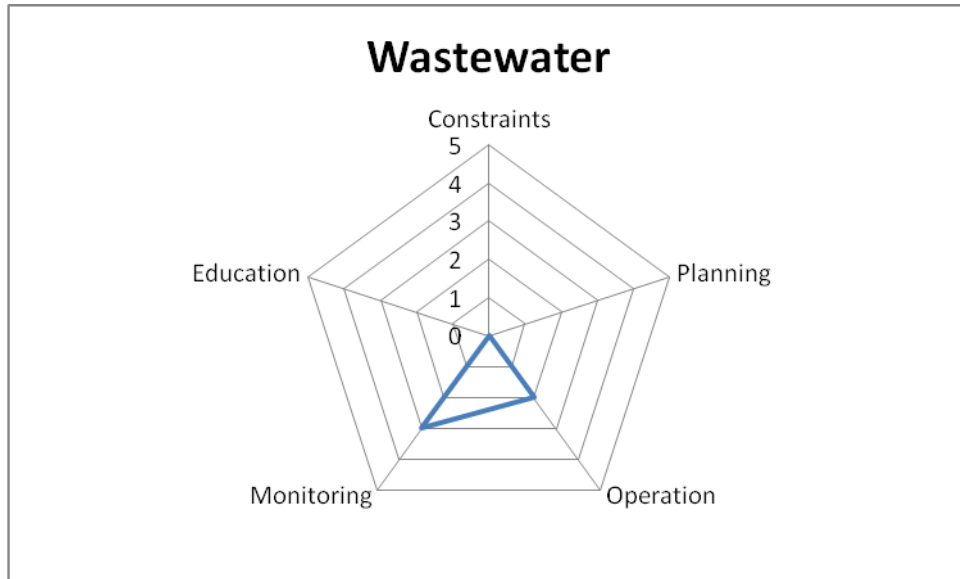 Wastewater
Constraints
5
4
3
2
1
0
Education
Planning
Monitoring
Operation